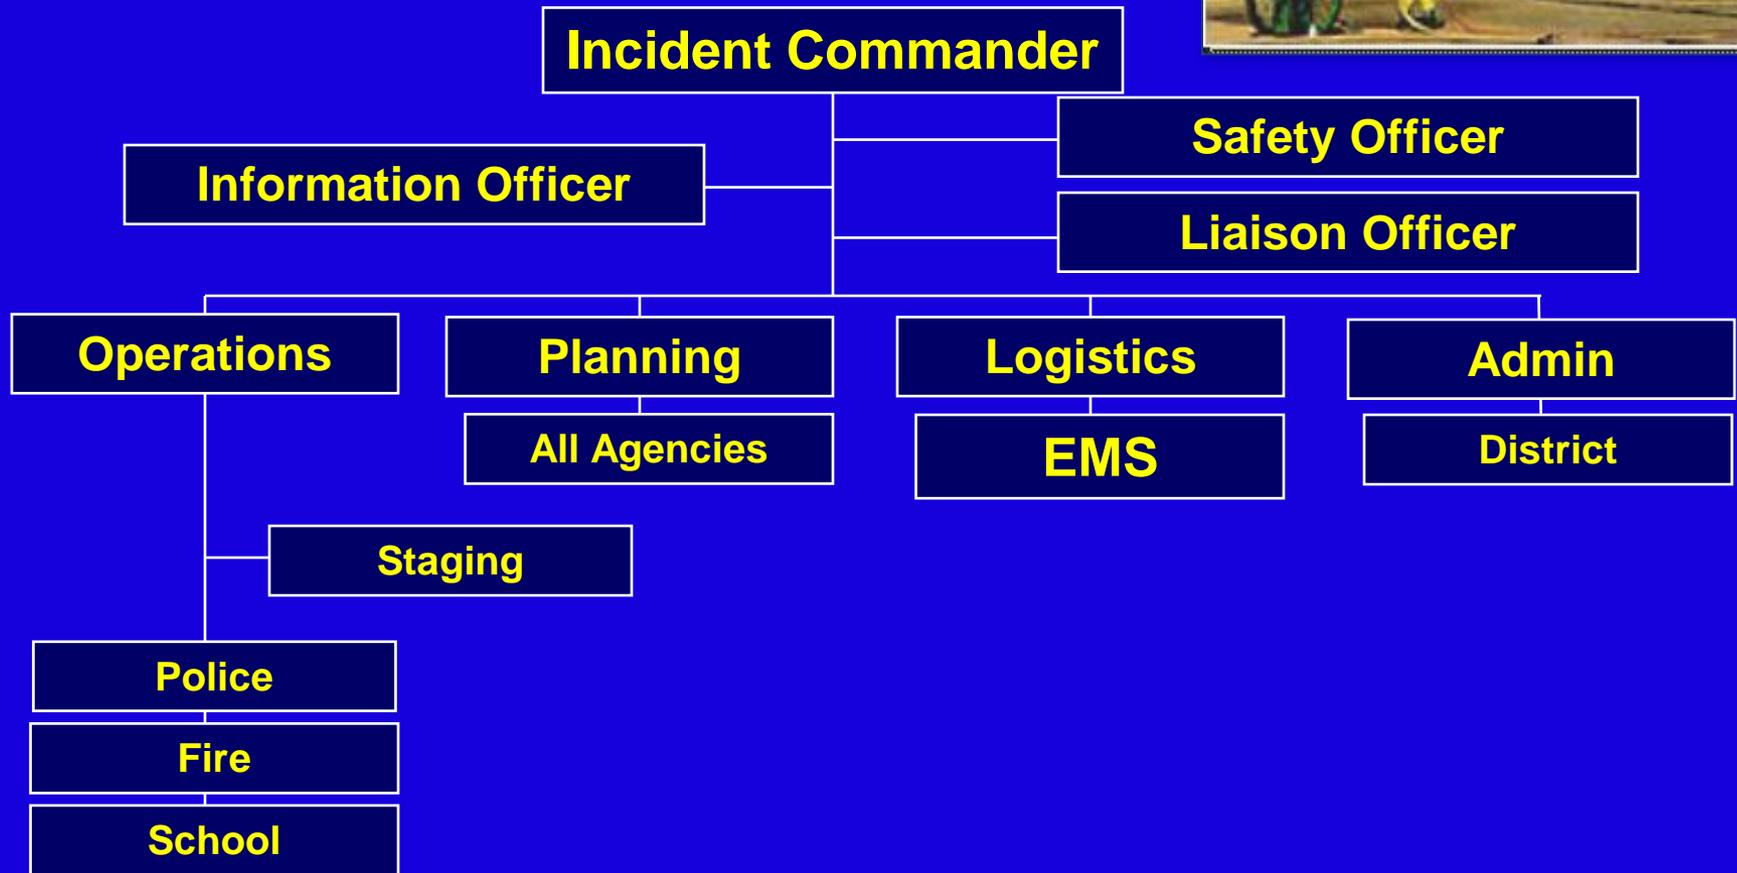 Incident Commander
Safety Officer
Information Officer
Liaison Officer
Operations
Planning
Logistics
Admin
All Agencies
EMS
District
Staging
Police
Fire
School